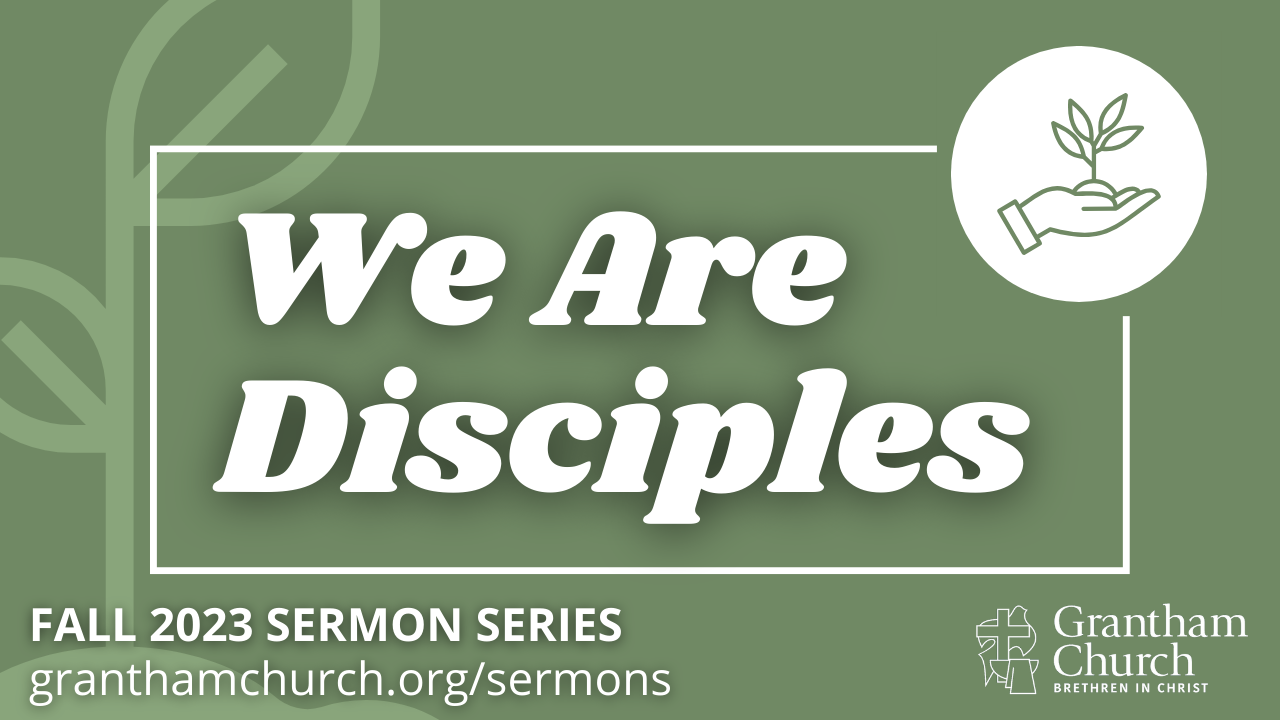 We Are
Disciples
FALL 2023 SERMON SERIES
granthamchurch.org/sermons
Grantham
Church
BRETHREN IN CHRIST